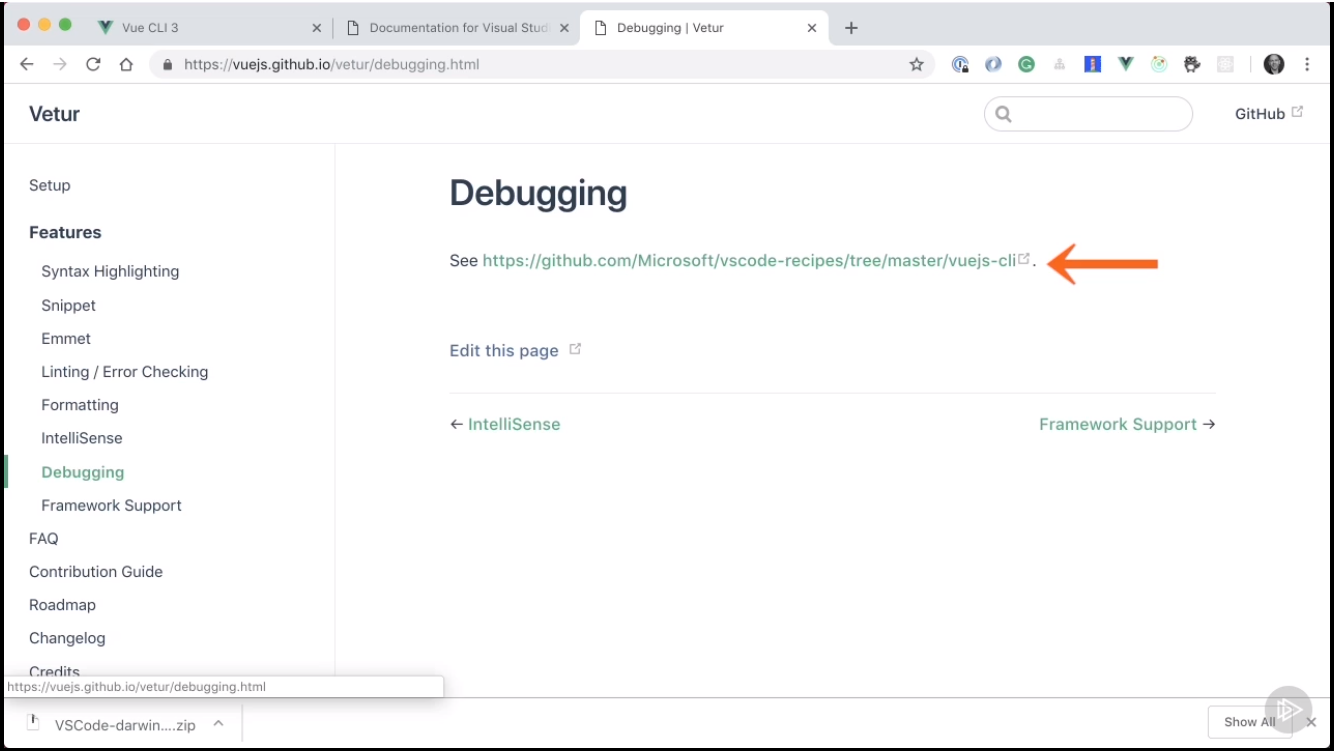 Vue CLI 3
Documentation for Visual Studi
Debugging | Vetur
https://vuejs.github.io/vetur/debugging.html
Vetur
GitHub
Setup
Features
Syntax Highlighting
Snippet
Emmet
Linting / Error Checking
Formatting
IntelliSense
Debugging
Framework Support
FAQ
Contribution Guide
Roadmap
Changelog
Credits
Debugging
See https://github.com/Microsoft/vscode-recipes/tree/master/vuejs-cli.
Edit this page
← IntelliSense
Framework Support →
https://vuejs.github.io/vetur/debugging.html
VSCode-darwin....zip
Show All